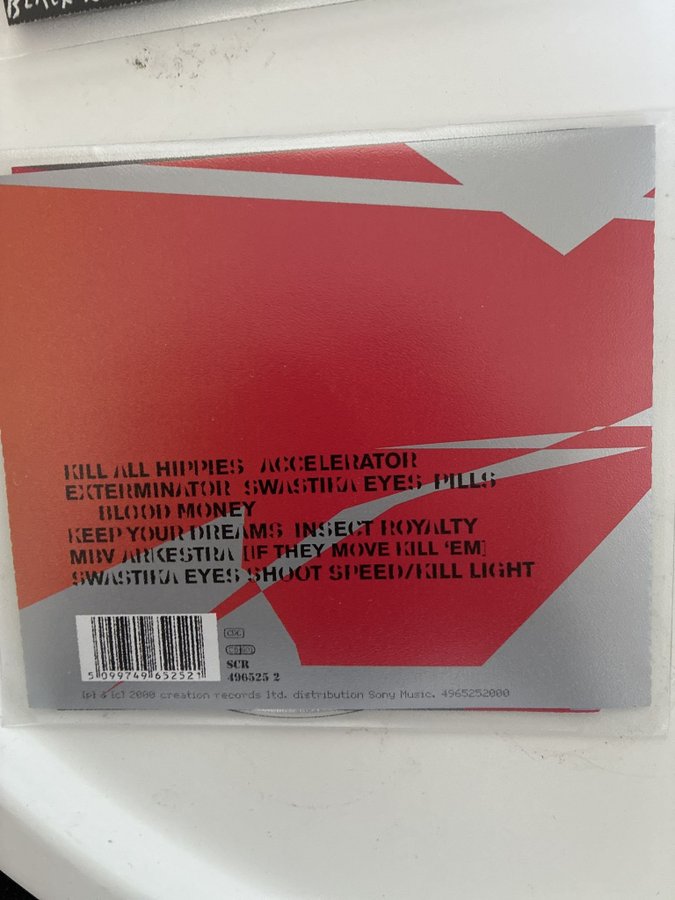 BLACK
KILL ALL HIPPIES ACCELERATOR
EXTERMINATOR SWASTIKA EYES PILLS
BLOOD MONEY
KEEP YOUR DREAMS INSECT ROYALTY
MBV ARKESTRA [IF THEY MOVE KILL 'EM]
SWASTIKA EYES SHOOT SPEED/KILL LIGHT
CDC
SCR
496525 2
5 099749 652521
(p) & (c) 2000 creation records ltd. distribution Sony Music. 4965252000